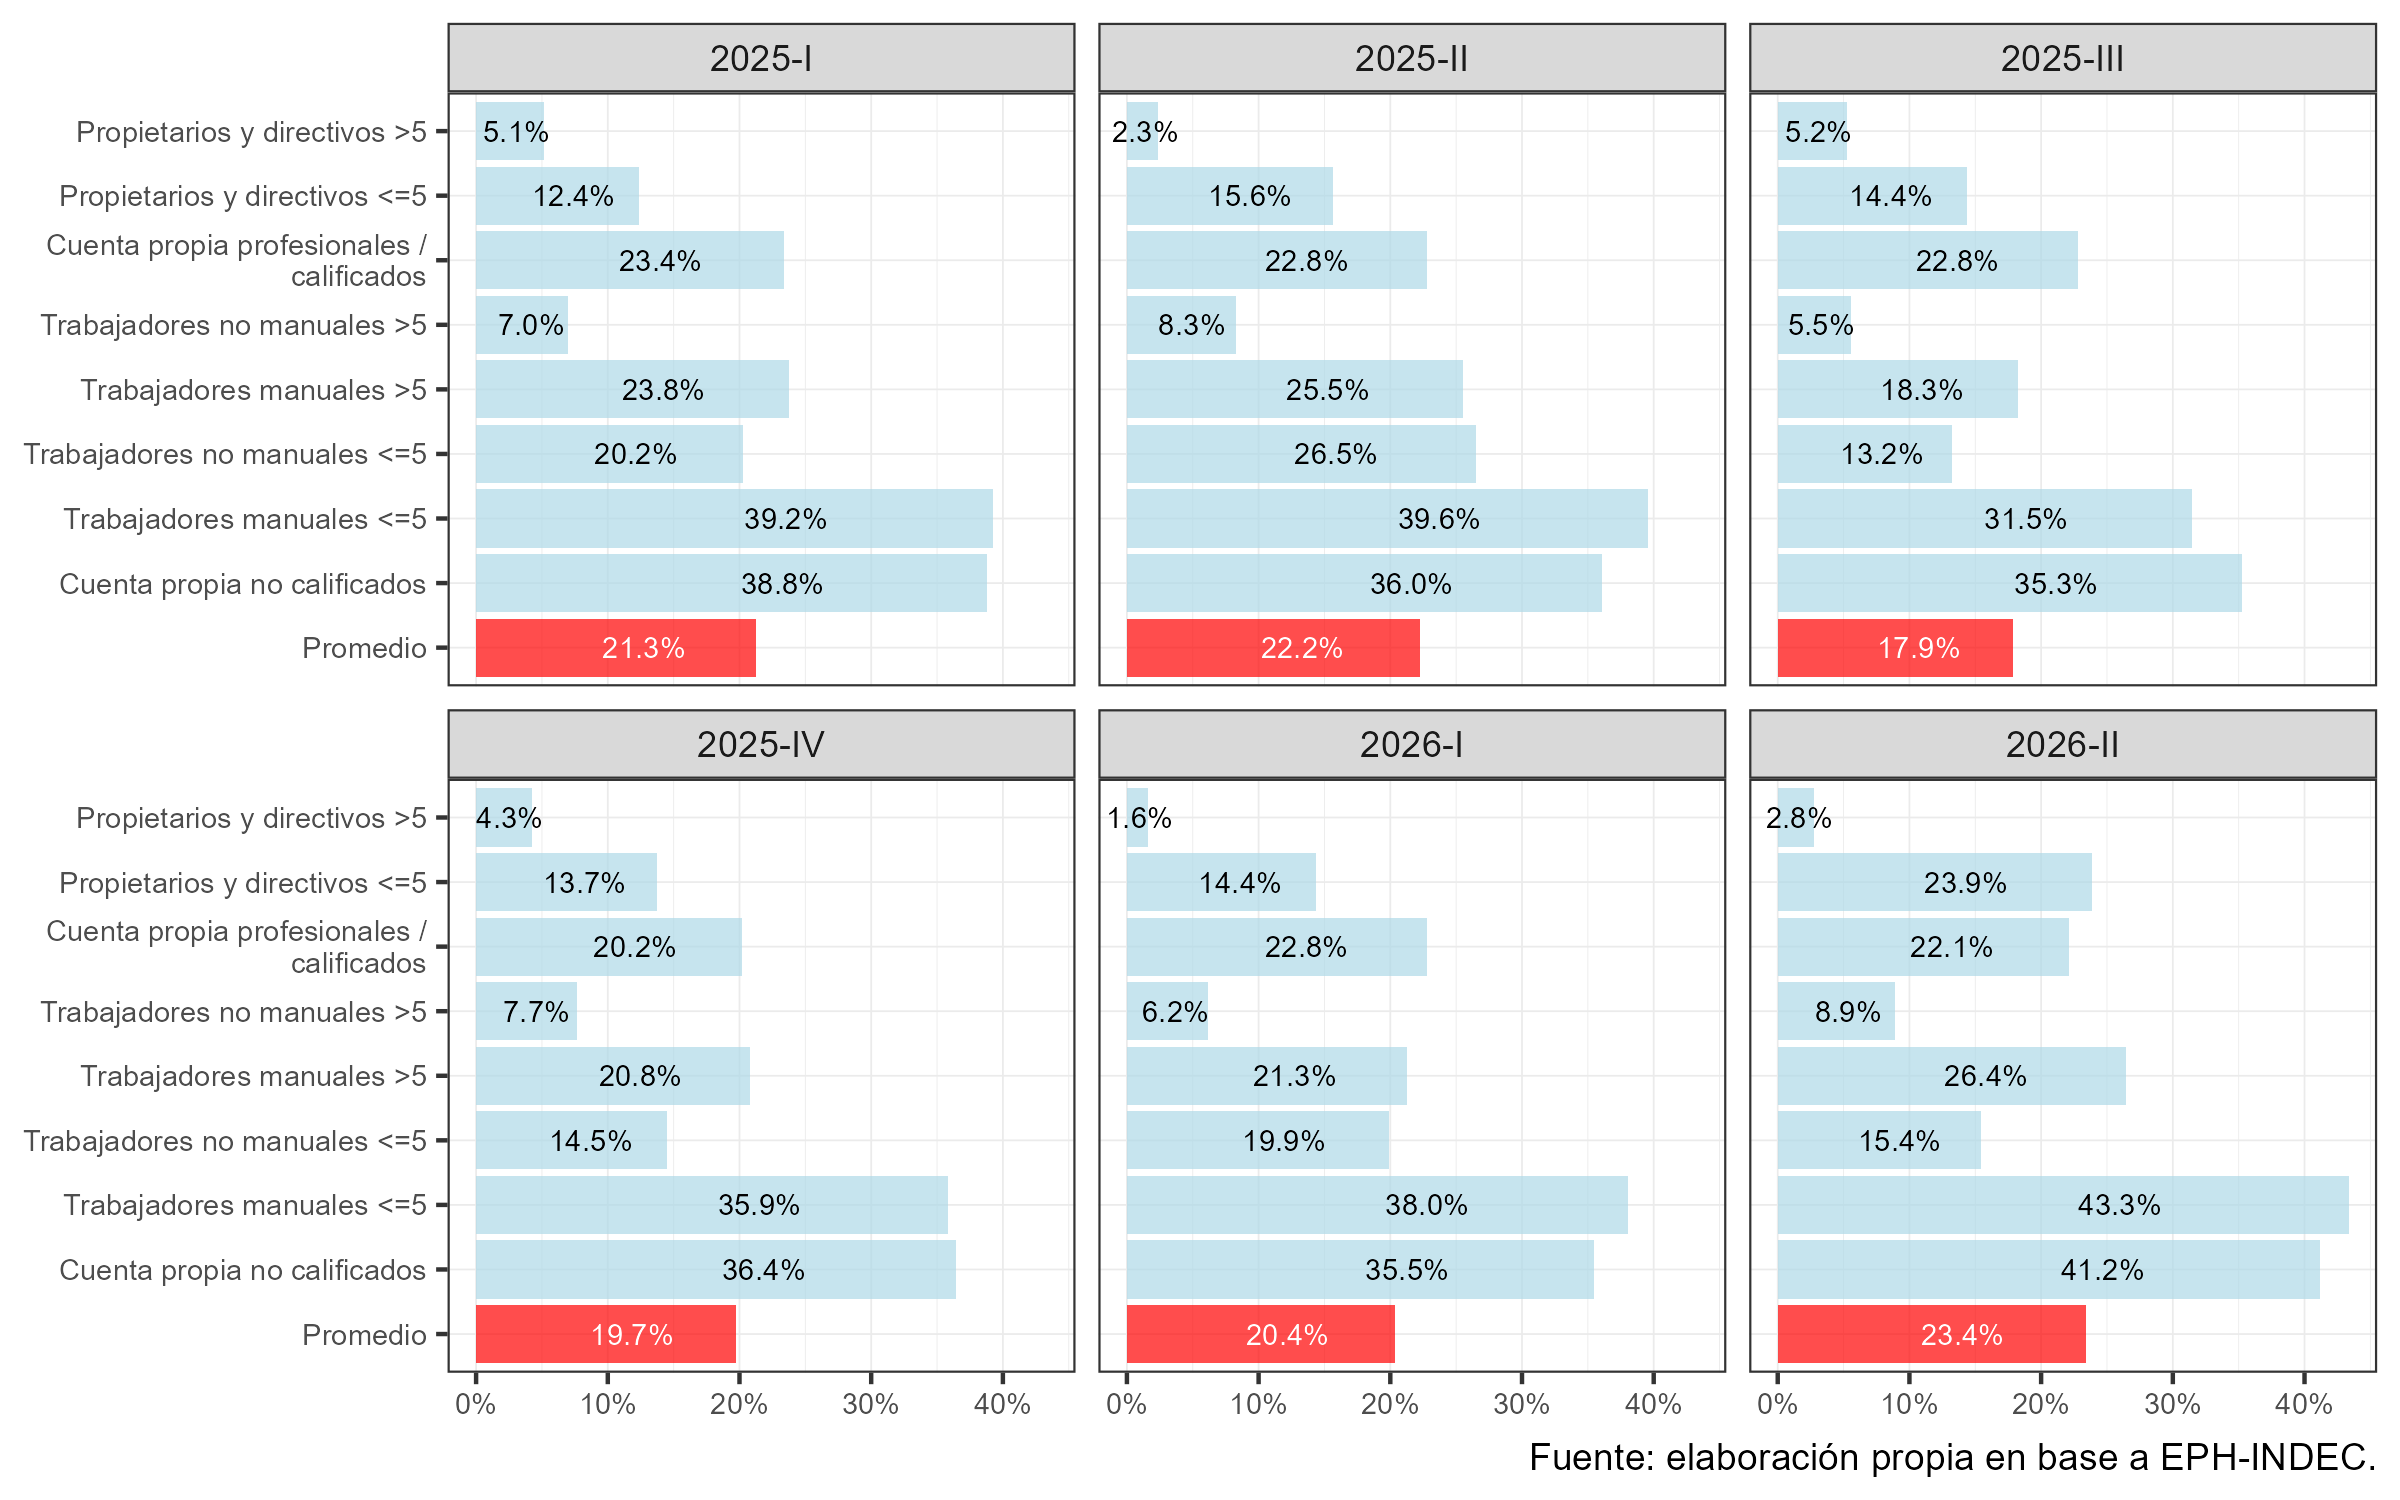 2025-I
2025-II
2025-III
Propietarios y directivos >5
5.1%
2.3%
5.2%
Propietarios y directivos <=5
12.4%
15.6%
14.4%
Cuenta propia profesionales /
calificados
23.4%
22.8%
22.8%
Trabajadores no manuales >5
7.0%
8.3%
5.5%
Trabajadores manuales >5
23.8%
25.5%
18.3%
Trabajadores no manuales <=5
20.2%
26.5%
13.2%
Trabajadores manuales <=5
39.2%
39.6%
31.5%
Cuenta propia no calificados
38.8%
36.0%
35.3%
Promedio
21.3%
22.2%
17.9%
2025-IV
2026-I
2026-II
Propietarios y directivos >5
4.3%
1.6%
2.8%
Propietarios y directivos <=5
13.7%
14.4%
23.9%
Cuenta propia profesionales /
calificados
20.2%
22.8%
22.1%
Trabajadores no manuales >5
7.7%
6.2%
8.9%
Trabajadores manuales >5
20.8%
21.3%
26.4%
Trabajadores no manuales <=5
14.5%
19.9%
15.4%
Trabajadores manuales <=5
35.9%
38.0%
43.3%
Cuenta propia no calificados
36.4%
35.5%
41.2%
Promedio
19.7%
20.4%
23.4%
0% 10% 20% 30% 40%
0% 10% 20% 30% 40%
0% 10% 20% 30% 40%
Fuente: elaboración propia en base a EPH-INDEC.